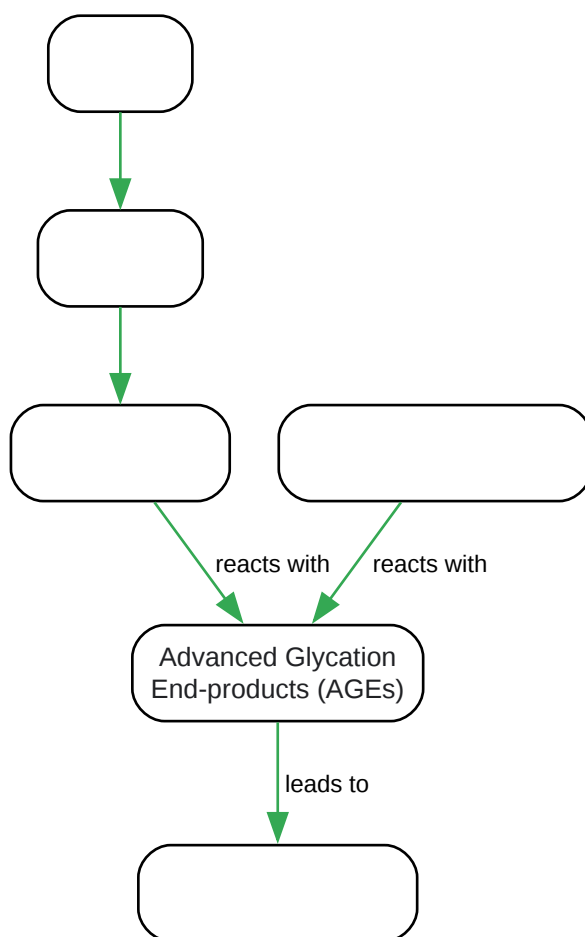 reacts with
reacts with
Advanced Glycation
End-products (AGEs)
leads to